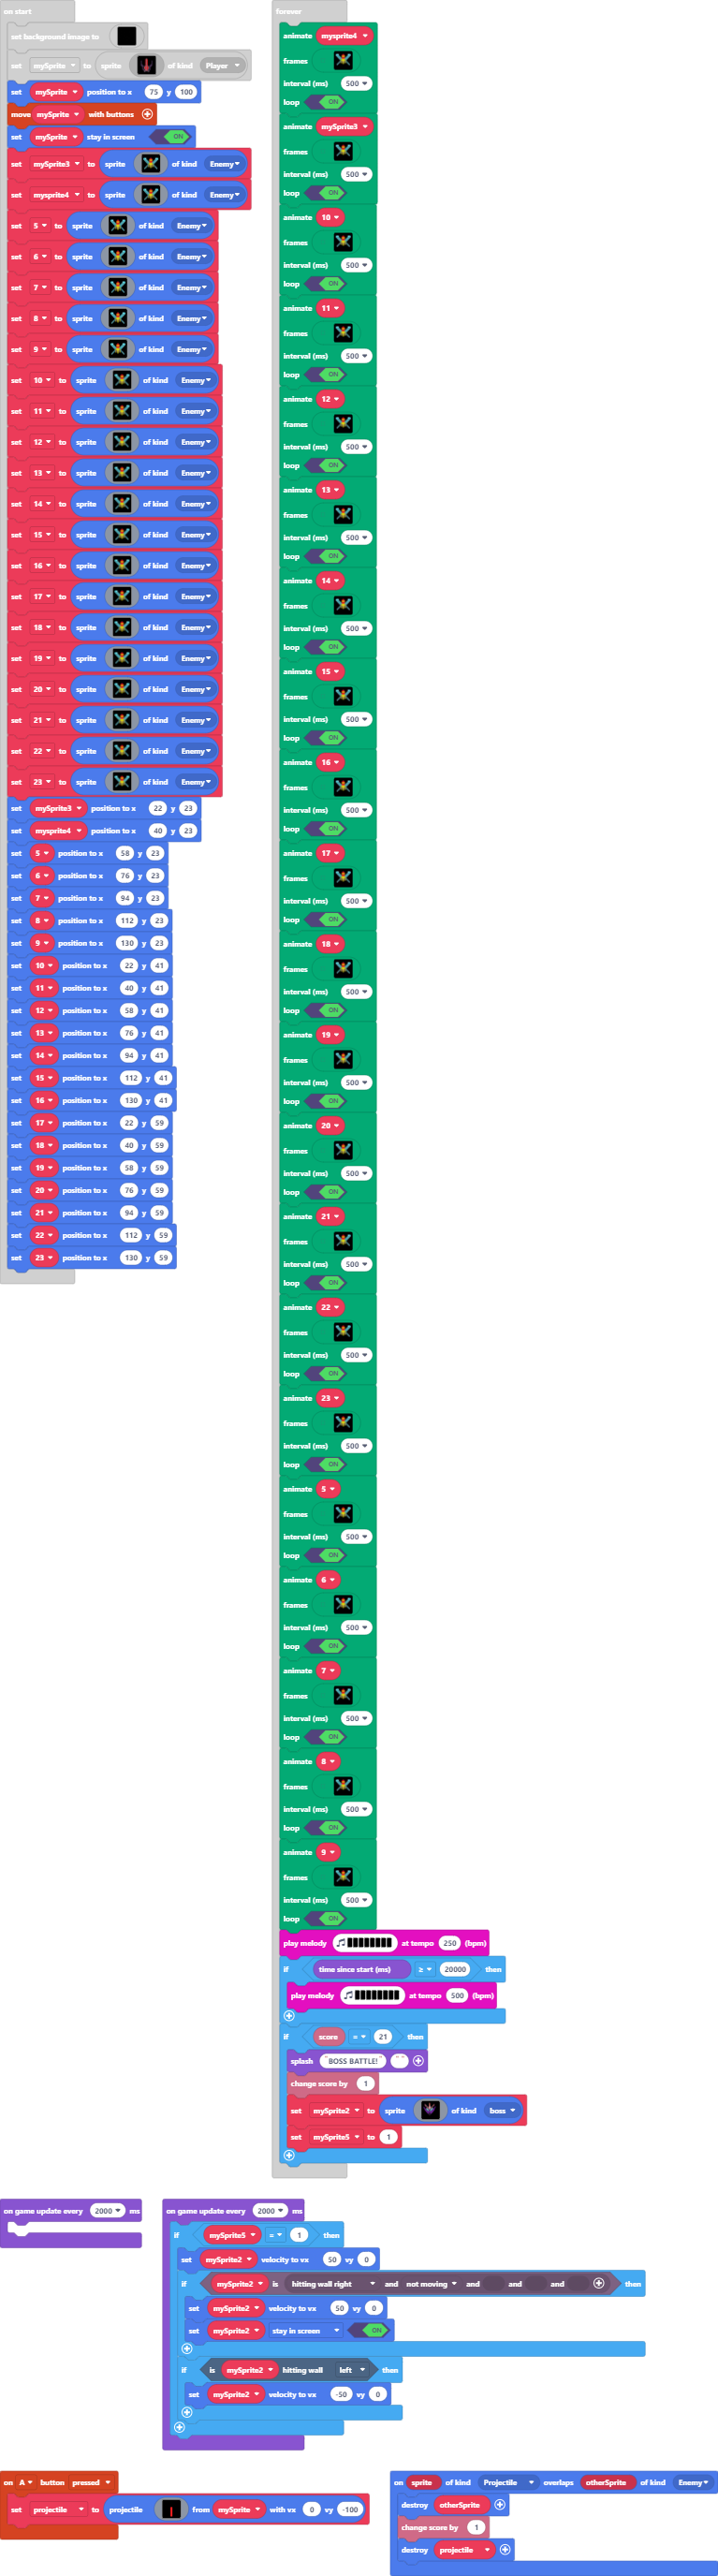 on start
set background image to
set mySprite to sprite of kind Player
set mySprite position to x 75 y 100
move mySprite with buttons
set mySprite stay in screen ON
set mySprite3 to sprite of kind Enemy
set mysprite4 to sprite of kind Enemy
set 5 to sprite of kind Enemy
set 6 to sprite of kind Enemy
set 7 to sprite of kind Enemy
set 8 to sprite of kind Enemy
set 9 to sprite of kind Enemy
set 10 to sprite of kind Enemy
set 11 to sprite of kind Enemy
set 12 to sprite of kind Enemy
set 13 to sprite of kind Enemy
set 14 to sprite of kind Enemy
set 15 to sprite of kind Enemy
set 16 to sprite of kind Enemy
set 17 to sprite of kind Enemy
set 18 to sprite of kind Enemy
set 19 to sprite of kind Enemy
set 20 to sprite of kind Enemy
set 21 to sprite of kind Enemy
set 22 to sprite of kind Enemy
set 23 to sprite of kind Enemy
set mySprite3 position to x 22 y 23
set mysprite4 position to x 40 y 23
set 5 position to x 58 y 23
set 6 position to x 76 y 23
set 7 position to x 94 y 23
set 8 position to x 112 y 23
set 9 position to x 130 y 23
set 10 position to x 22 y 41
set 11 position to x 40 y 41
set 12 position to x 58 y 41
set 13 position to x 76 y 41
set 14 position to x 94 y 41
set 15 position to x 112 y 41
set 16 position to x 130 y 41
set 17 position to x 22 y 59
set 18 position to x 40 y 59
set 19 position to x 58 y 59
set 20 position to x 76 y 59
set 21 position to x 94 y 59
set 22 position to x 112 y 59
set 23 position to x 130 y 59
forever
animate mysprite4
frames
interval (ms) 500
loop ON
animate mySprite3
frames
interval (ms) 500
loop ON
animate 10
frames
interval (ms) 500
loop ON
animate 11
frames
interval (ms) 500
loop ON
animate 12
frames
interval (ms) 500
loop ON
animate 13
frames
interval (ms) 500
loop ON
animate 14
frames
interval (ms) 500
loop ON
animate 15
frames
interval (ms) 500
loop ON
animate 16
frames
interval (ms) 500
loop ON
animate 17
frames
interval (ms) 500
loop ON
animate 18
frames
interval (ms) 500
loop ON
animate 19
frames
interval (ms) 500
loop ON
animate 20
frames
interval (ms) 500
loop ON
animate 21
frames
interval (ms) 500
loop ON
animate 22
frames
interval (ms) 500
loop ON
animate 23
frames
interval (ms) 500
loop ON
animate 5
frames
interval (ms) 500
loop ON
animate 6
frames
interval (ms) 500
loop ON
animate 7
frames
interval (ms) 500
loop ON
animate 8
frames
interval (ms) 500
loop ON
animate 9
frames
interval (ms) 500
loop ON
play melody at tempo 250 (bpm)
if time since start (ms) ≥ 20000 then
play melody at tempo 500 (bpm)
if score = 21 then
splash "BOSS BATTLE!" " "
change score by 1
set mySprite2 to sprite of kind boss
set mySprite5 to 1
on game update every 2000 ms
on game update every 2000 ms
if mySprite5 = 1 then
set mySprite2 velocity to vx 50 vy 0
if mySprite2 is hitting wall right and not moving and and and then
set mySprite2 velocity to vx 50 vy 0
set mySprite2 stay in screen ON
if is mySprite2 hitting wall left then
set mySprite2 velocity to vx -50 vy 0
on A button pressed
set projectile to projectile from mySprite with vx 0 vy -100
on sprite of kind Projectile overlaps otherSprite of kind Enemy
destroy otherSprite
change score by 1
destroy projectile